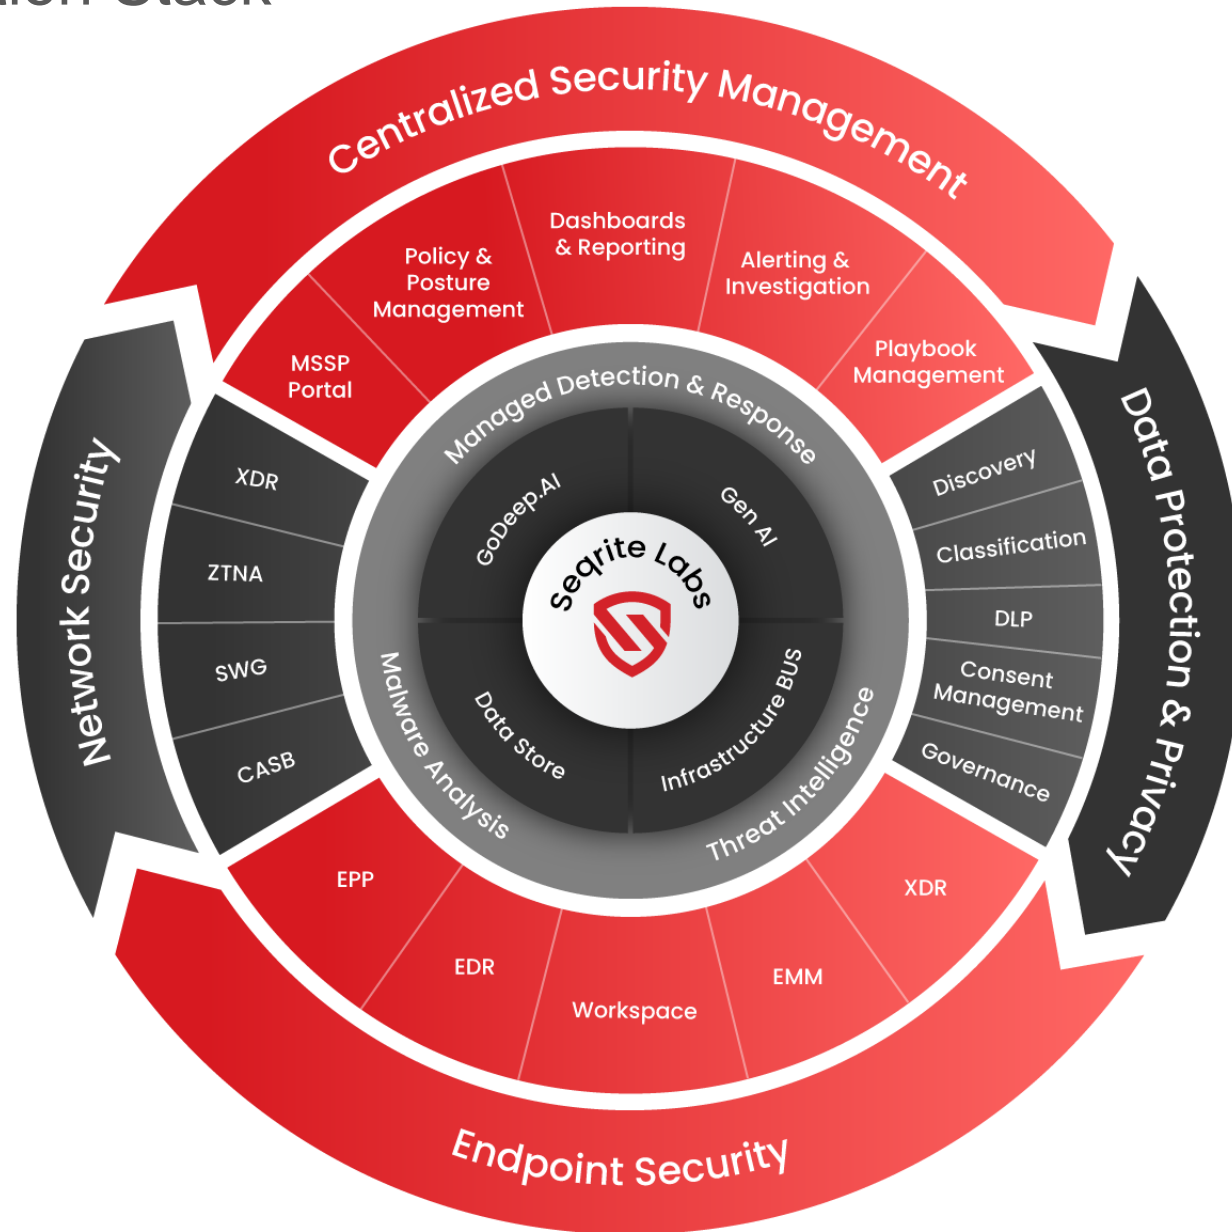 Stack
Centralized Security Management
Dashboards
& Reporting
Policy &
Posture
Management
Alerting &
Investigation
MSSP
Portal
Playbook
Management
Data Protection & Privacy
Discovery
Classification
DLP
Consent
Management
Governance
Endpoint Security
EPP
EDR
Workspace
EMM
XDR
Network Security
XDR
ZTNA
SWG
CASB
Managed Detection & Response
Malware Analysis
Threat Intelligence
GoDeep.AI
Gen AI
Data Store
Infrastructure BUS
Seqrite Labs